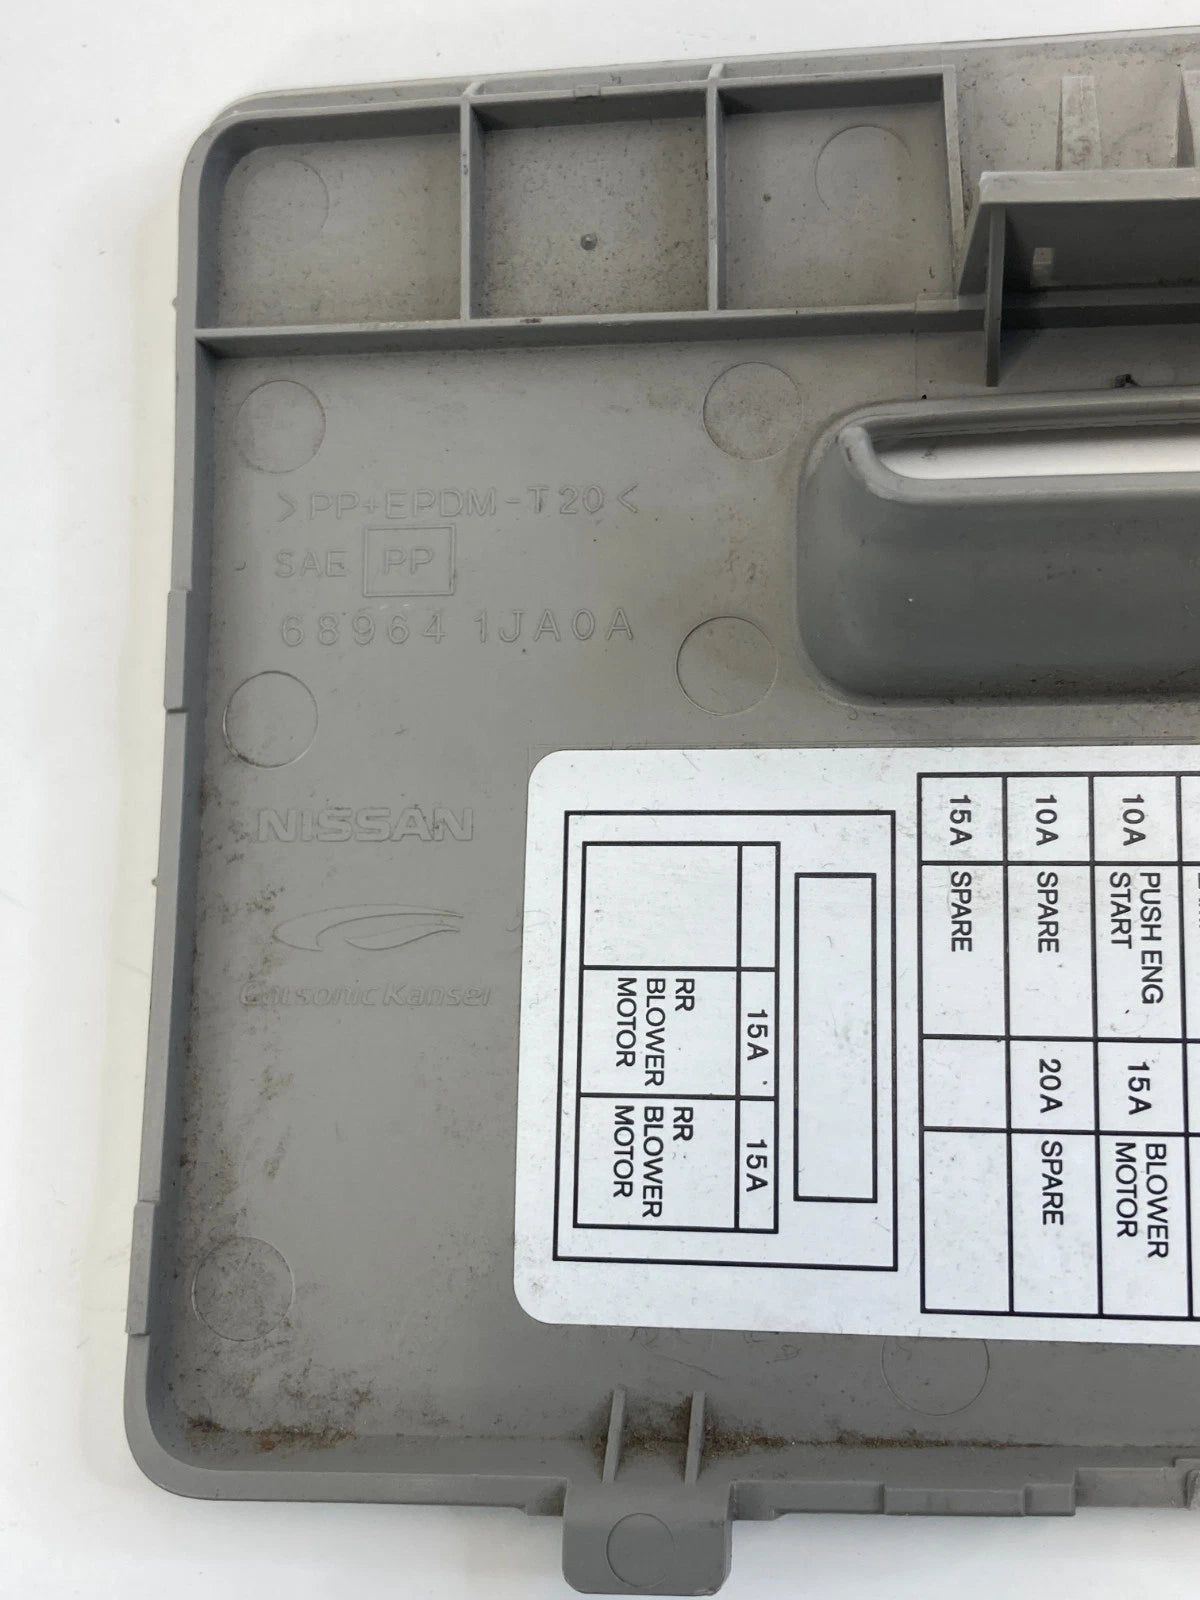 >PP+EPDM-T20<
SAE PP
68964 1JA0A
NISSAN
Calsonic Kansei
10A PUSH ENG START 15A BLOWER MOTOR
10A SPARE 20A SPARE
15A SPARE
15A 15A
RR BLOWER MOTOR RR BLOWER MOTOR